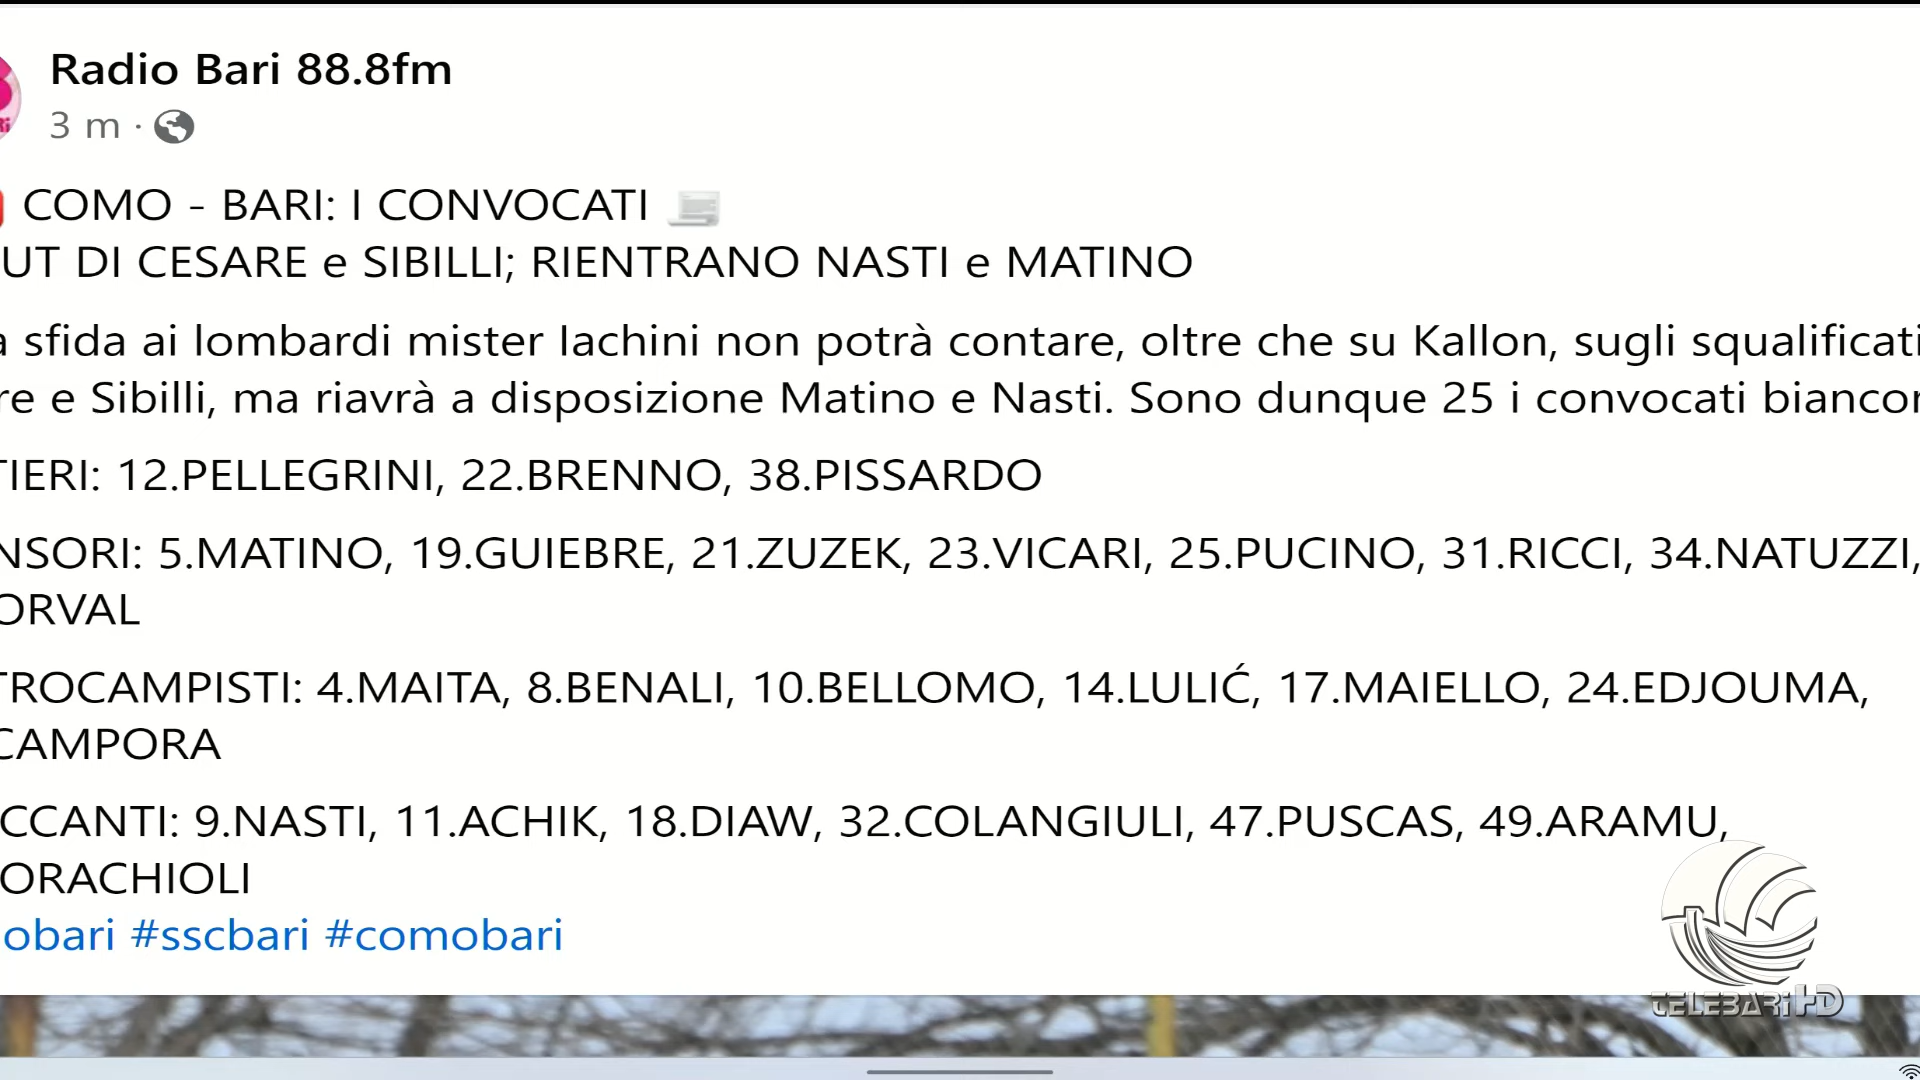 Radio Bari 88.8fm
3 m ·
COMO - BARI: I CONVOCATI
UT DI CESARE e SIBILLI; RIENTRANO NASTI e MATINO
a sfida ai lombardi mister Iachini non potrà contare, oltre che su Kallon, sugli squalificati
re e Sibilli, ma riavrà a disposizione Matino e Nasti. Sono dunque 25 i convocati biancor
TIERI: 12.PELLEGRINI, 22.BRENNO, 38.PISSARDO
NSORI: 5.MATINO, 19.GUIEBRE, 21.ZUZEK, 23.VICARI, 25.PUCINO, 31.RICCI, 34.NATUZZI,
ORVAL
TROCAMPISTI: 4.MAITA, 8.BENALI, 10.BELLOMO, 14.LULIĆ, 17.MAIELLO, 24.EDJOUMA,
CAMPORA
CCANTI: 9.NASTI, 11.ACHIK, 18.DIAW, 32.COLANGIULI, 47.PUSCAS, 49.ARAMU,
ORACHIOLI
obari #sscbari #comobari
TELEBARI HD